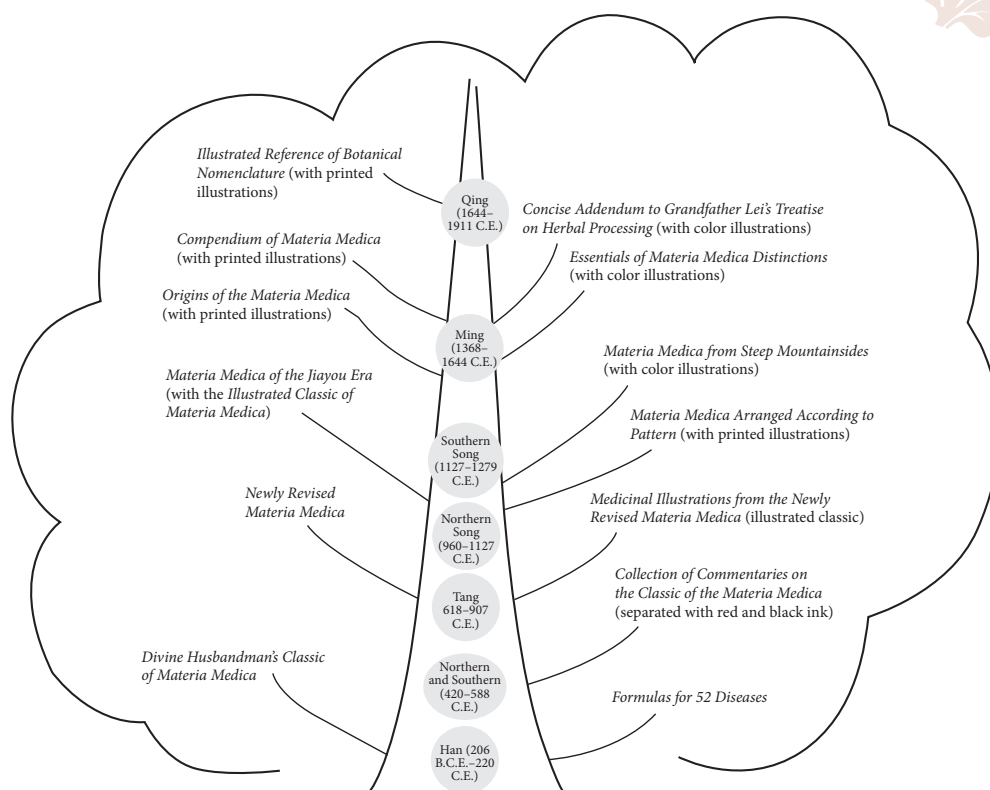 Illustrated Reference of Botanical
Nomenclature (with printed
illustrations)
Qing
(1644–
1911 C.E.)
Concise Addendum to Grandfather Lei’s Treatise
on Herbal Processing (with color illustrations)
Compendium of Materia Medica
(with printed illustrations)
Essentials of Materia Medica Distinctions
(with color illustrations)
Origins of the Materia Medica
(with printed illustrations)
Ming
(1368–
1644 C.E.)
Materia Medica from Steep Mountainsides
(with color illustrations)
Materia Medica of the Jiayou Era
(with the Illustrated Classic of
Materia Medica)
Materia Medica Arranged According to
Pattern (with printed illustrations)
Southern
Song
(1127–1279
C.E.)
Newly Revised
Materia Medica
Medicinal Illustrations from the Newly
Revised Materia Medica (illustrated classic)
Northern
Song
(960–1127
C.E.)
Collection of Commentaries on
the Classic of the Materia Medica
(separated with red and black ink)
Tang
618–907
C.E.)
Divine Husbandman’s Classic
of Materia Medica
Northern
and Southern
(420–588
C.E.)
Formulas for 52 Diseases
Han (206
B.C.E.–220
C.E.)